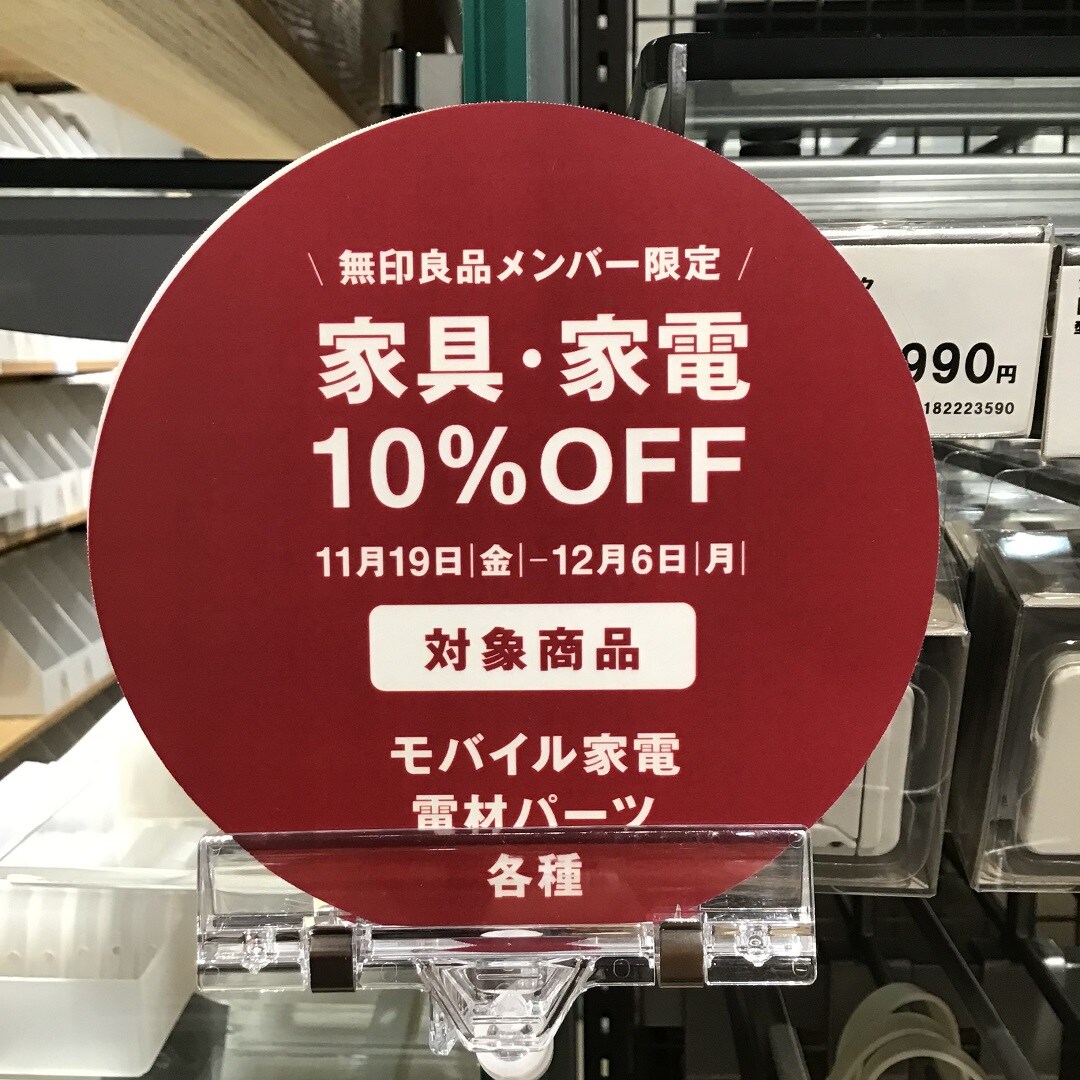 \ 無印良品メンバー限定 /
家具・家電
10%OFF
11月19日|金|-12月6日|月|
対象商品
モバイル家電
電材パーツ
各種
990円
182223590